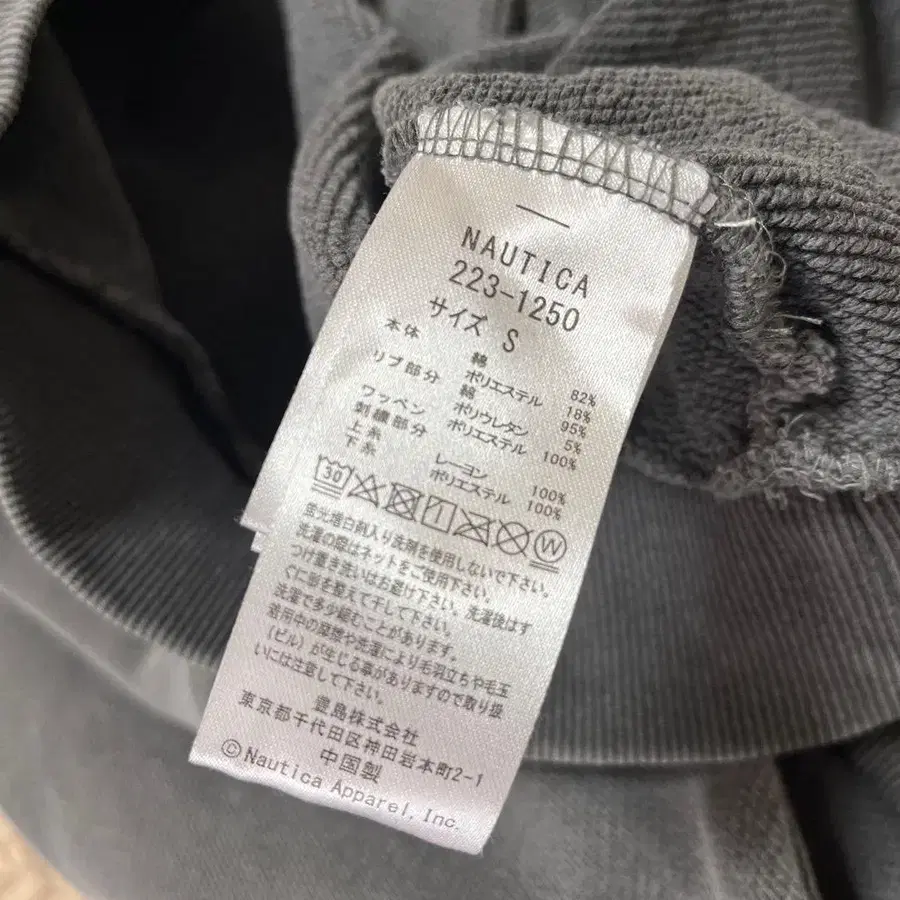 NAUTICA
223-1250
サイズ S
本体 綿 82%
ポリエステル 18%
リブ部分 綿 95%
ポリウレタン 5%
ワッペン ポリエステル 100%
刺繍部分
上糸 レーヨン 100%
下糸 ポリエステル 100%
30 W
蛍光増白剤入り洗剤を使用しないで下さい。
洗濯の際はネットをご使用下さい。洗濯後はす
つけ置き洗いはお避け下さい。
ぐに形を整えて干して下さい。
洗濯で多少縮むことがあります。
着用中の摩擦や洗濯により毛羽立ちや毛玉
(ピル)が生じる事がありますので取り扱
いには注意して下さい。
豊島株式会社
東京都千代田区神田岩本町2-1
中国製
©Nautica Apparel, Inc.